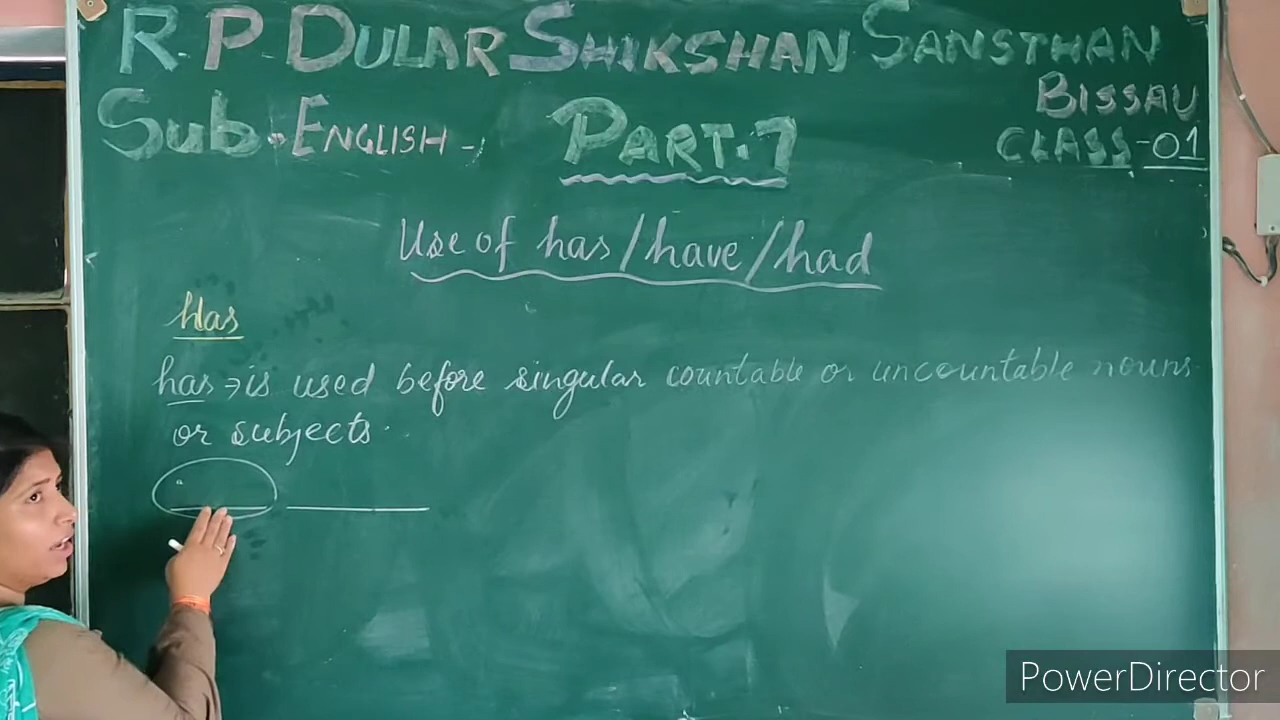 R.P. DULAR SHIKSHAN SANSTHAN
BISSAU
Sub.-ENGLISH-
PART-7
CLASS-01
Use of has/have/had
Has
has → is used before singular countable or uncountable nouns
or subjects.
PowerDirector